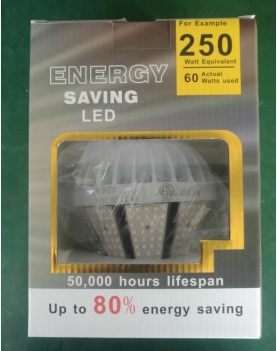 For Example
250
Watt Equivalent
60 Actual Watts used
ENERGY
SAVING
LED
50,000 hours lifespan
Up to 80% energy saving